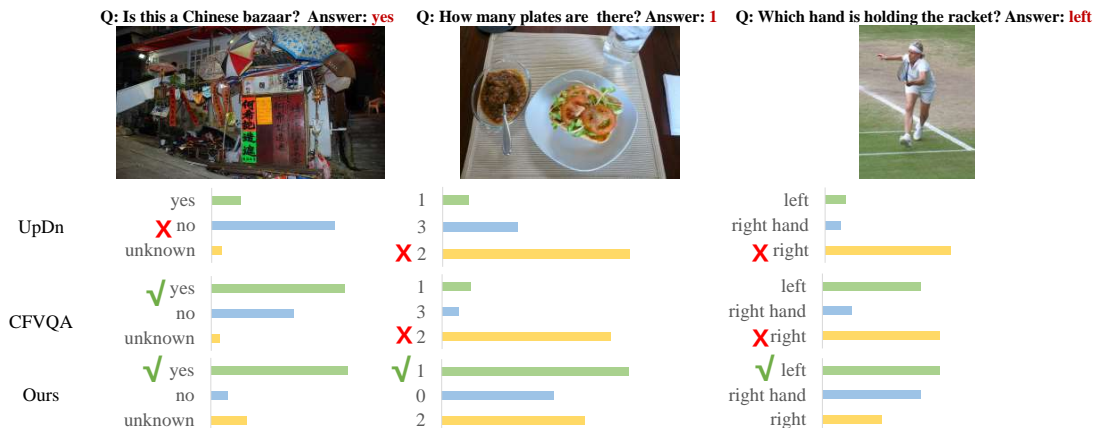 Q: Is this a Chinese bazaar? Answer: yes
Q: How many plates are there? Answer: 1
Q: Which hand is holding the racket? Answer: left
UpDn
yes
X no
unknown
1
3
X 2
left
right hand
X right
CFVQA
√ yes
no
unknown
1
3
X 2
left
right hand
X right
Ours
√ yes
no
unknown
√ 1
0
2
√ left
right hand
right